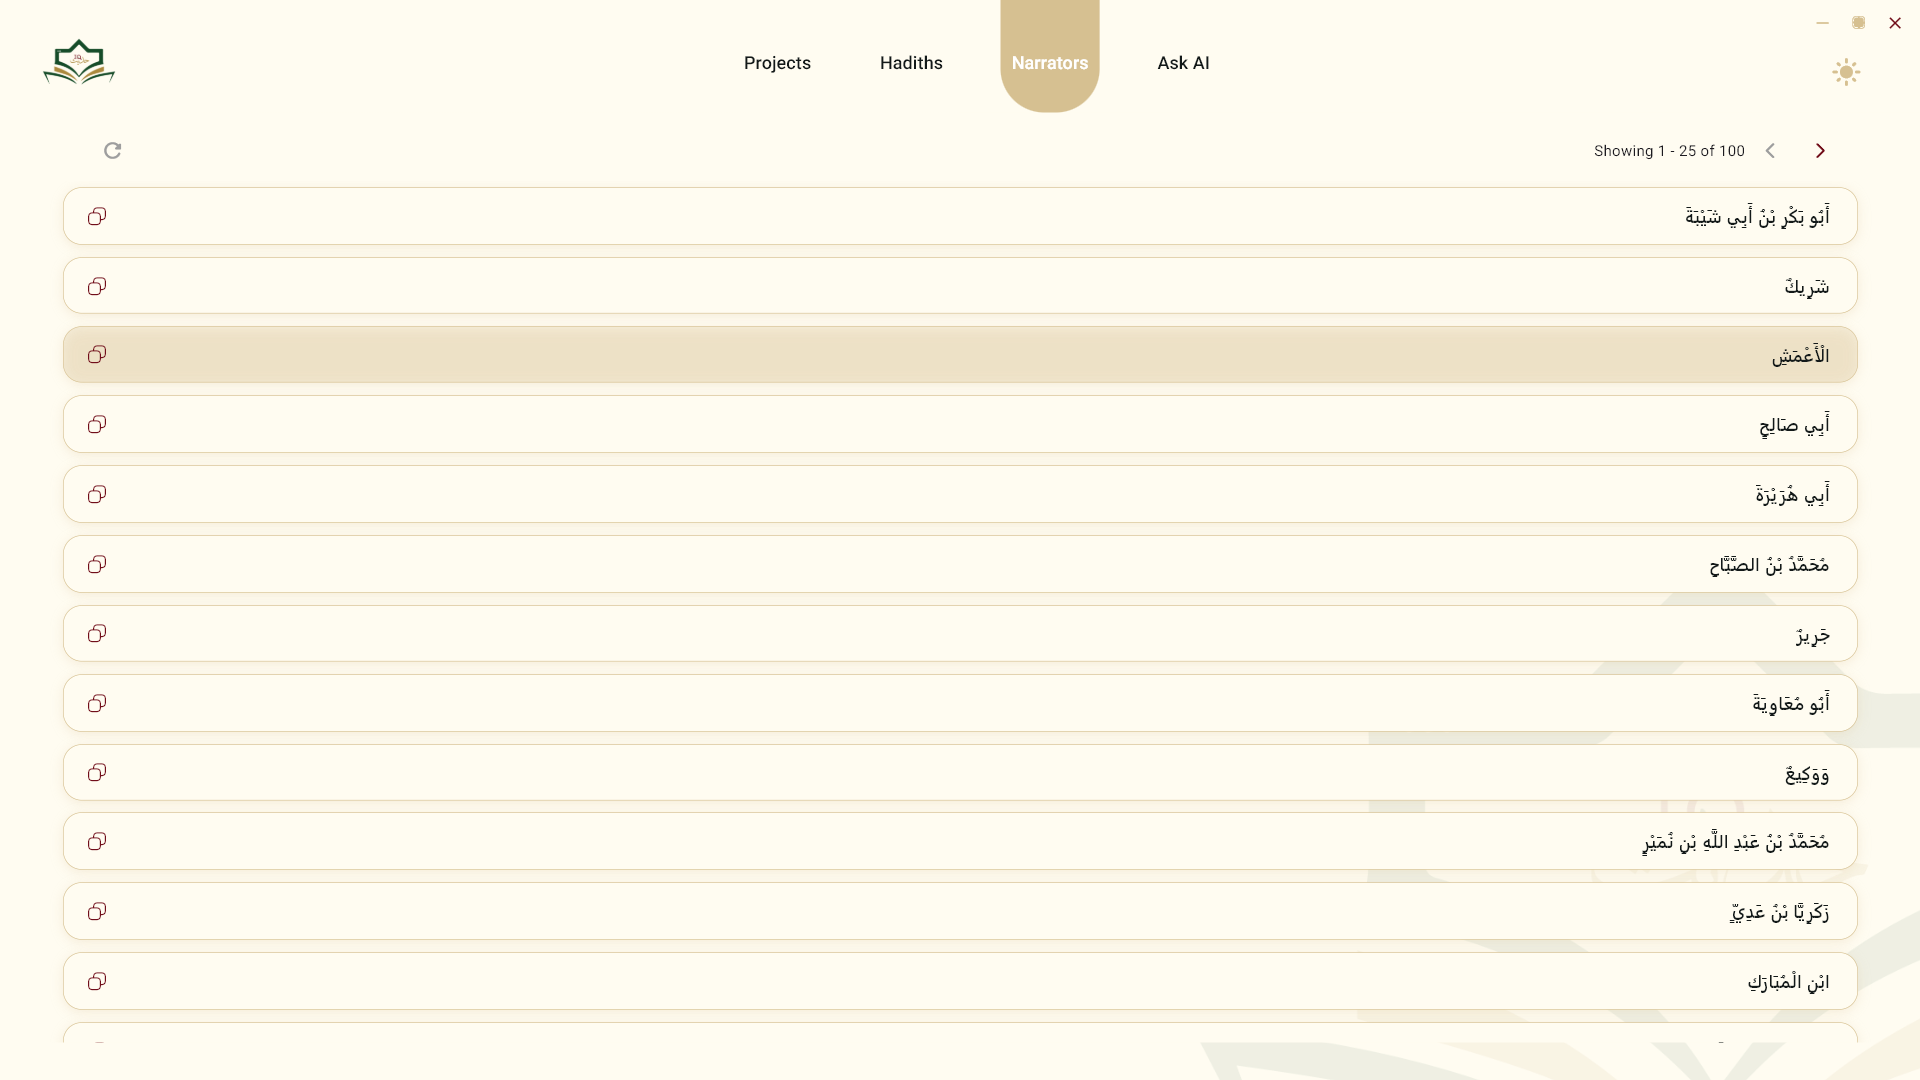 Projects
Hadiths
Narrators
Ask AI
Showing 1 - 25 of 100
أَبُو بَكْرِ بْنُ أَبِي شَيْبَةَ
شَرِيكٌ
الْأَعْمَشِ
أَبِي صَالِحٍ
أَبِي هُرَيْرَةَ
مُحَمَّدُ بْنُ الصَّبَّاحِ
جَرِيرٌ
أَبُو مُعَاوِيَةَ
وَوَكِيعٌ
مُحَمَّدُ بْنُ عَبْدِ اللَّهِ بْنِ نُمَيْرٍ
زَكَرِيَّا بْنُ عَدِيٍّ
ابْنِ الْمُبَارَكِ